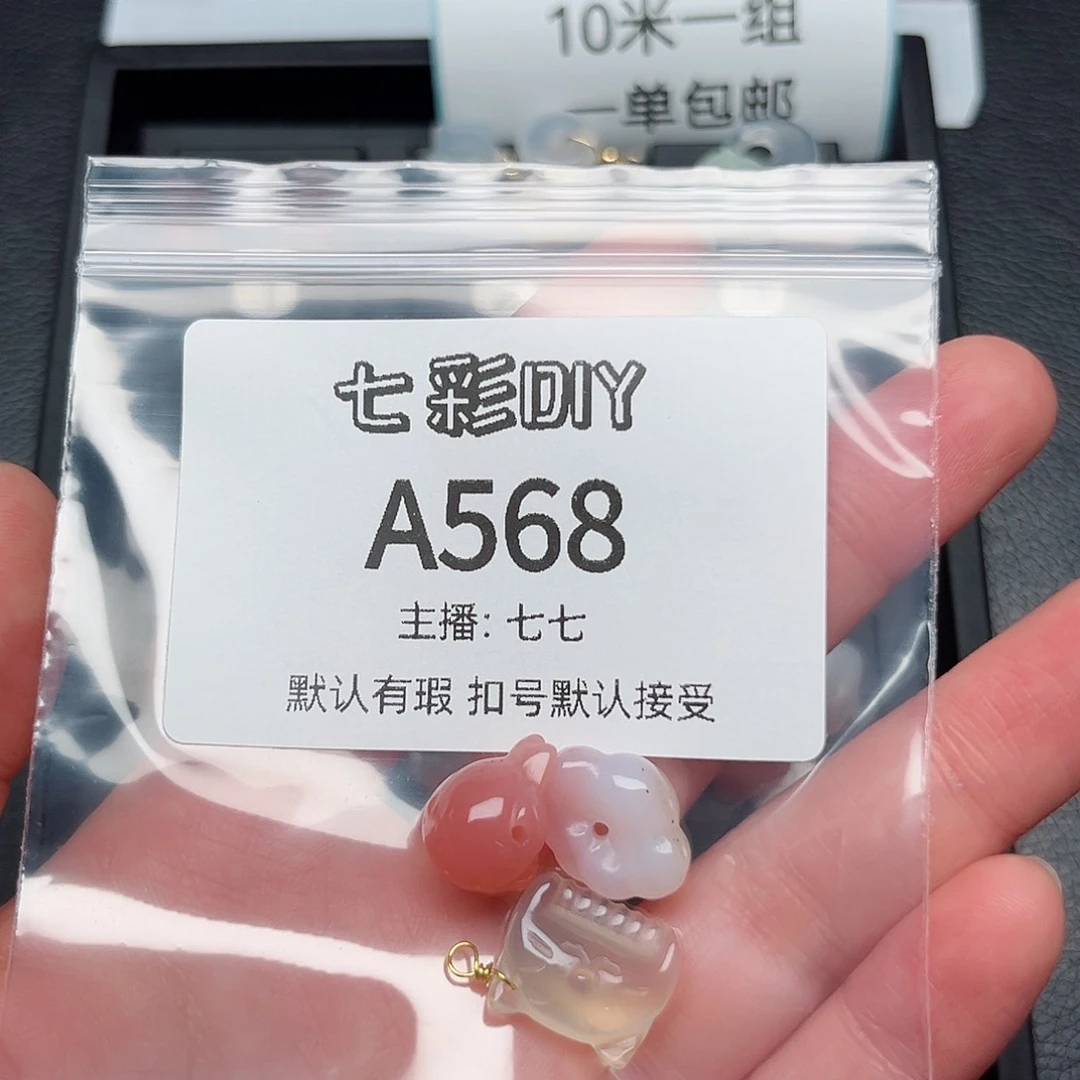 10米一组
一单包邮
七彩DIY
A568
主播: 七七
默认有瑕 扣号默认接受